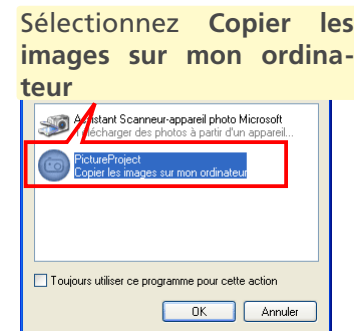 Sélectionnez Copier les
images sur mon ordina-
teur
Assistant Scanneur-appareil photo Microsoft
Télécharger des photos à partir d'un appareil...
PictureProject
Copier les images sur mon ordinateur
Toujours utiliser ce programme pour cette action
OK Annuler